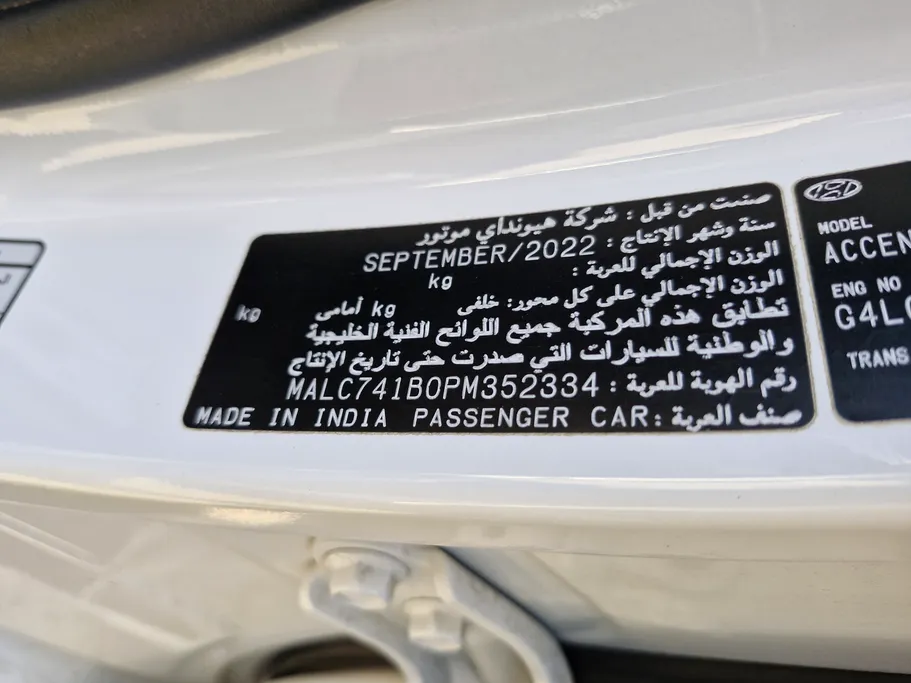 صنعت من قبل : شركة هيونداي موتور
سنة وشهر الإنتاج : SEPTEMBER/2022
الوزن الإجمالي للعربة : kg
الوزن الإجمالي على كل محور: خلفى kg أمامى kg
تطابق هذه المركبة جميع اللوائح الفنية الخليجية
والوطنية للسيارات التي صدرت حتى تاريخ الإنتاج
رقم الهوية للعربة : MALC741B0PM352334
صنف العربة : MADE IN INDIA PASSENGER CAR
MODEL
ACCEN
ENG NO
G4L
TRANS